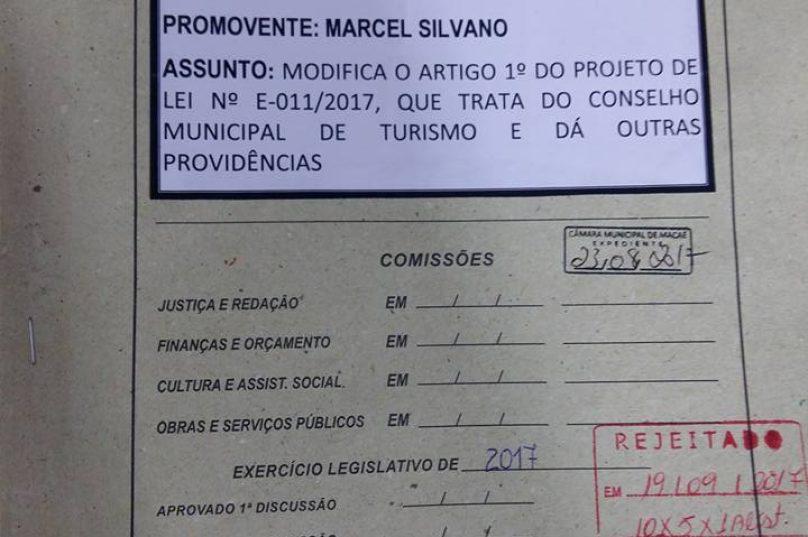 PROMOVENTE: MARCEL SILVANO
ASSUNTO: MODIFICA O ARTIGO 1º DO PROJETO DE
LEI Nº E-011/2017, QUE TRATA DO CONSELHO
MUNICIPAL DE TURISMO E DÁ OUTRAS
PROVIDÊNCIAS
CÂMARA MUNICIPAL DE MACAÉ
EXPEDIENTE
23/08/2017
COMISSÕES
JUSTIÇA E REDAÇÃO EM / /
FINANÇAS E ORÇAMENTO EM / /
CULTURA E ASSIST. SOCIAL. EM / /
OBRAS E SERVIÇOS PÚBLICOS EM / /
REJEITADO
EXERCÍCIO LEGISLATIVO DE 2017
EM 19/09/2017
APROVADO 1ª DISCUSSÃO / /
10X5X1Abst.